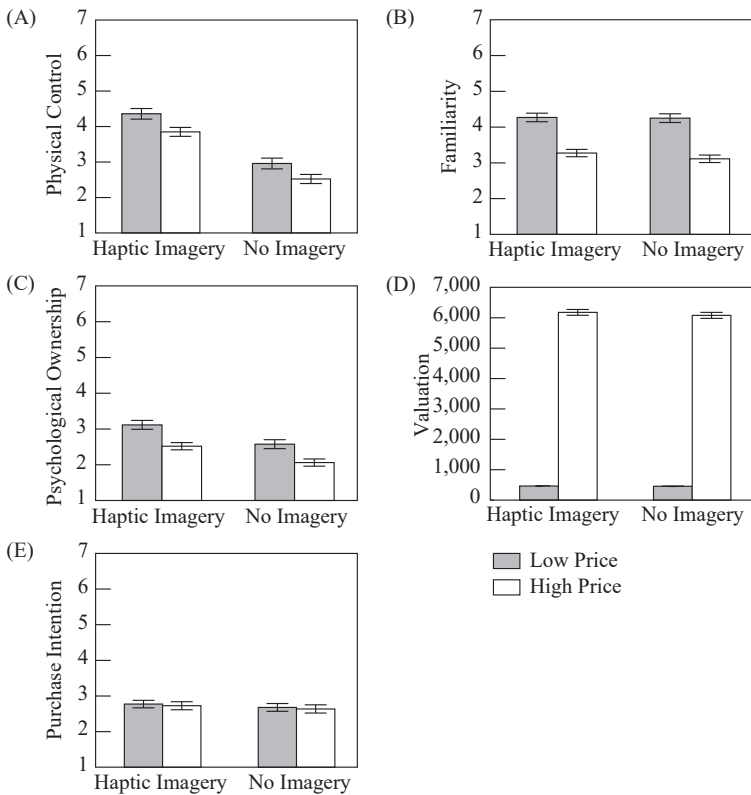 (A)
Physical Control
7
6
5
4
3
2
1
Haptic Imagery No Imagery
(B)
Familiarity
7
6
5
4
3
2
1
Haptic Imagery No Imagery
(C)
Psychological Ownership
7
6
5
4
3
2
1
Haptic Imagery No Imagery
(D)
Valuation
7,000
6,000
5,000
4,000
3,000
2,000
1,000
0
Haptic Imagery No Imagery
Low Price
High Price
(E)
Purchase Intention
7
6
5
4
3
2
1
Haptic Imagery No Imagery